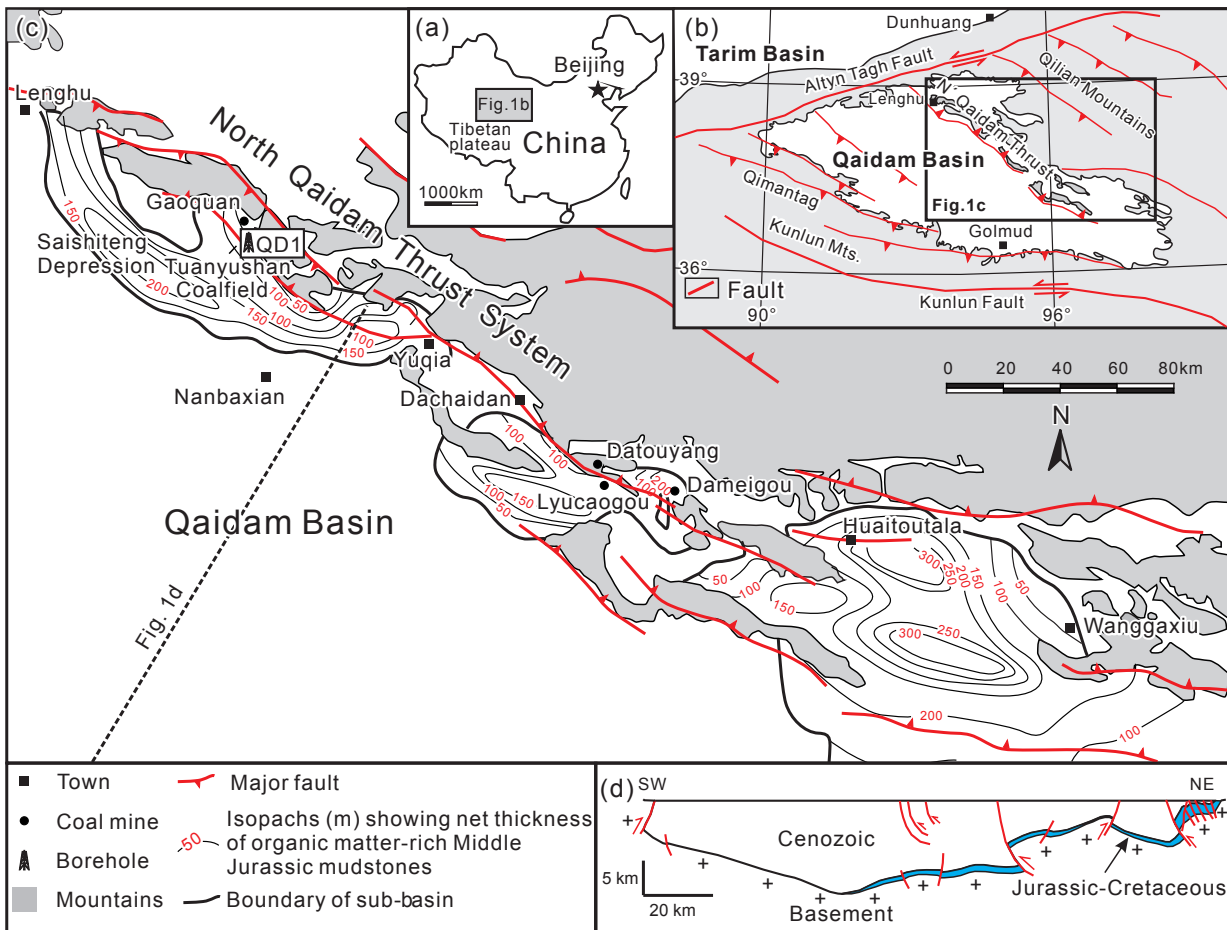 (c)
Lenghu
North Qaidam Thrust System
Gaoquan
QD1
Saishiteng
Depression
Tuanyushan
Coalfield
150
200
150
100
100
50
100
150
Yuqia
Nanbaxian
Dachaidan
Qaidam Basin
Fig. 1d
100
100
100
150
50
Datouyang
200
100
Lyucaogou
Dameigou
Huaitoutala
50
100
150
300
250
200
150
100
50
300
250
Wanggaxiu
200
100
0 20 40 60 80km
N
(a)
Beijing
Fig.1b
Tibetan
plateau
China
1000km
(b)
Dunhuang
Tarim Basin
Altyn Tagh Fault
39°
39°
Qilian Mountains
Lenghu
N Qaidam Thrust
Qaidam Basin
Qimantag
Fig.1c
Kunlun Mts.
Golmud
36°
36°
Fault
Kunlun Fault
90°
96°
Town
Major fault
Coal mine
50
Isopachs (m) showing net thickness
of organic matter-rich Middle
Jurassic mudstones
Borehole
Mountains
Boundary of sub-basin
(d)
SW
NE
Cenozoic
5 km
20 km
Basement
Jurassic-Cretaceous